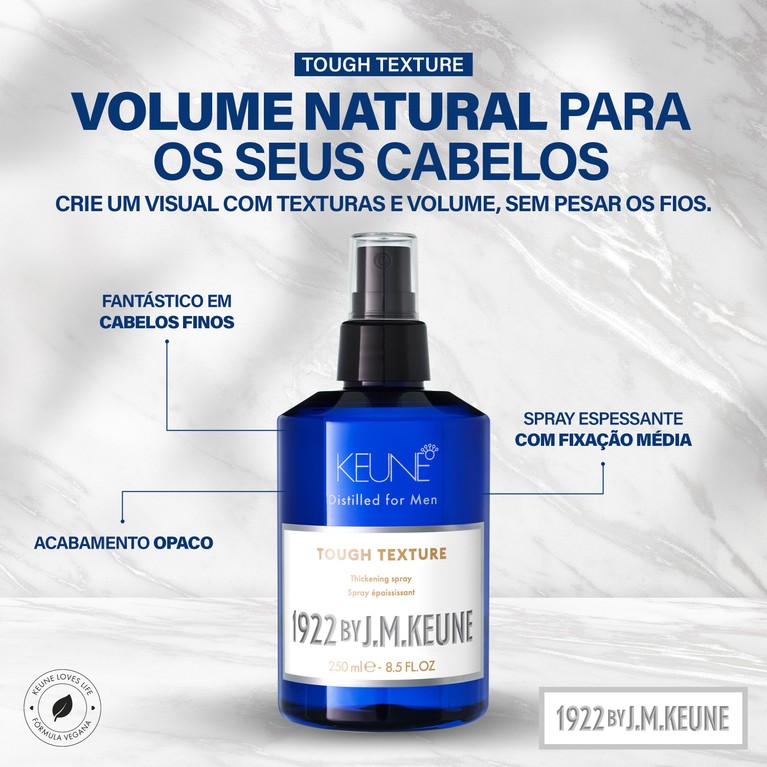 TOUGH TEXTURE
VOLUME NATURAL PARA
OS SEUS CABELOS
CRIE UM VISUAL COM TEXTURAS E VOLUME, SEM PESAR OS FIOS.
FANTÁSTICO EM
CABELOS FINOS
SPRAY ESPESSANTE
COM FIXAÇÃO MÉDIA
ACABAMENTO OPACO
KEUNE
Distilled for Men
TOUGH TEXTURE
Thickening spray
Spray épaississant
1922 BY J.M.KEUNE
250 ml e - 8.5 FL.OZ
KEUNE LOVES LIFE
FÓRMULA VEGANA
1922 BY J.M.KEUNE